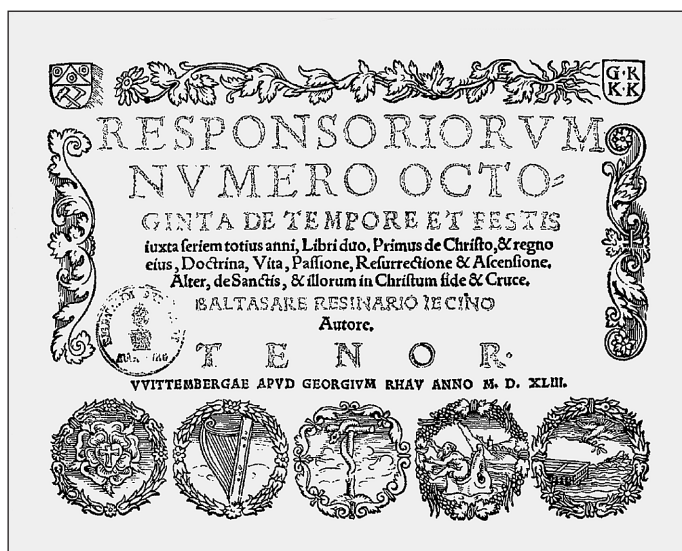 G·R
K·K
RESPONSORIORVM
NVMERO OCTO-
GINTA DE TEMPORE ET FESTIS
iuxta seriem totius anni, Libri duo, Primus de Christo, & regno
eius, Doctrina, Vita, Passione, Resurrectione & Ascensione.
Alter, de Sanctis, & illorum in Christum fide & Cruce.
BALTASARE RESINARIO IECINO
Autore.
TENOR.
VVITTEMBERGAE APVD GEORGIVM RHAV ANNO M. D. XLIII.